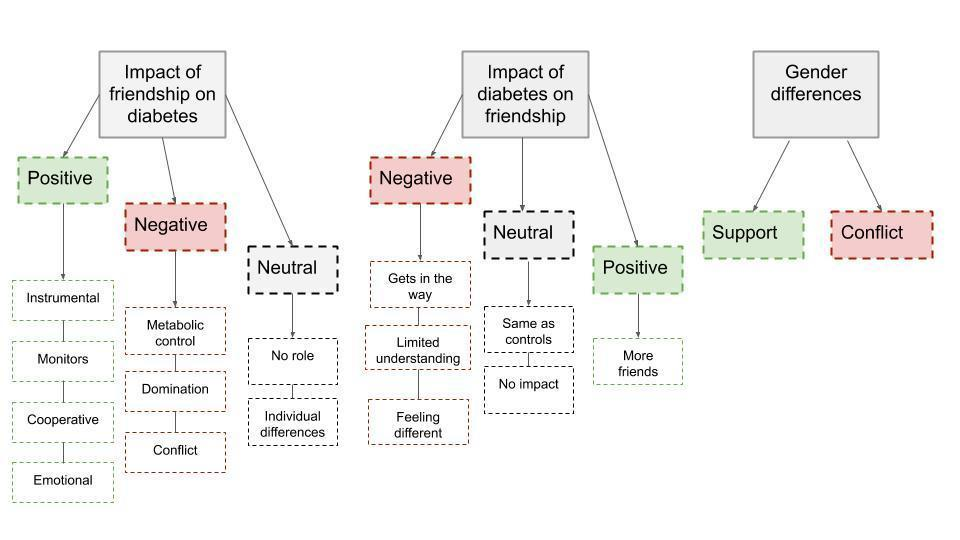 Impact of
friendship on
diabetes
Positive
Instrumental
Monitors
Cooperative
Emotional
Negative
Metabolic
control
Domination
Conflict
Neutral
No role
Individual
differences
Impact of
diabetes on
friendship
Negative
Gets in the
way
Limited
understanding
Feeling
different
Neutral
Same as
controls
No impact
Positive
More
friends
Gender
differences
Support
Conflict